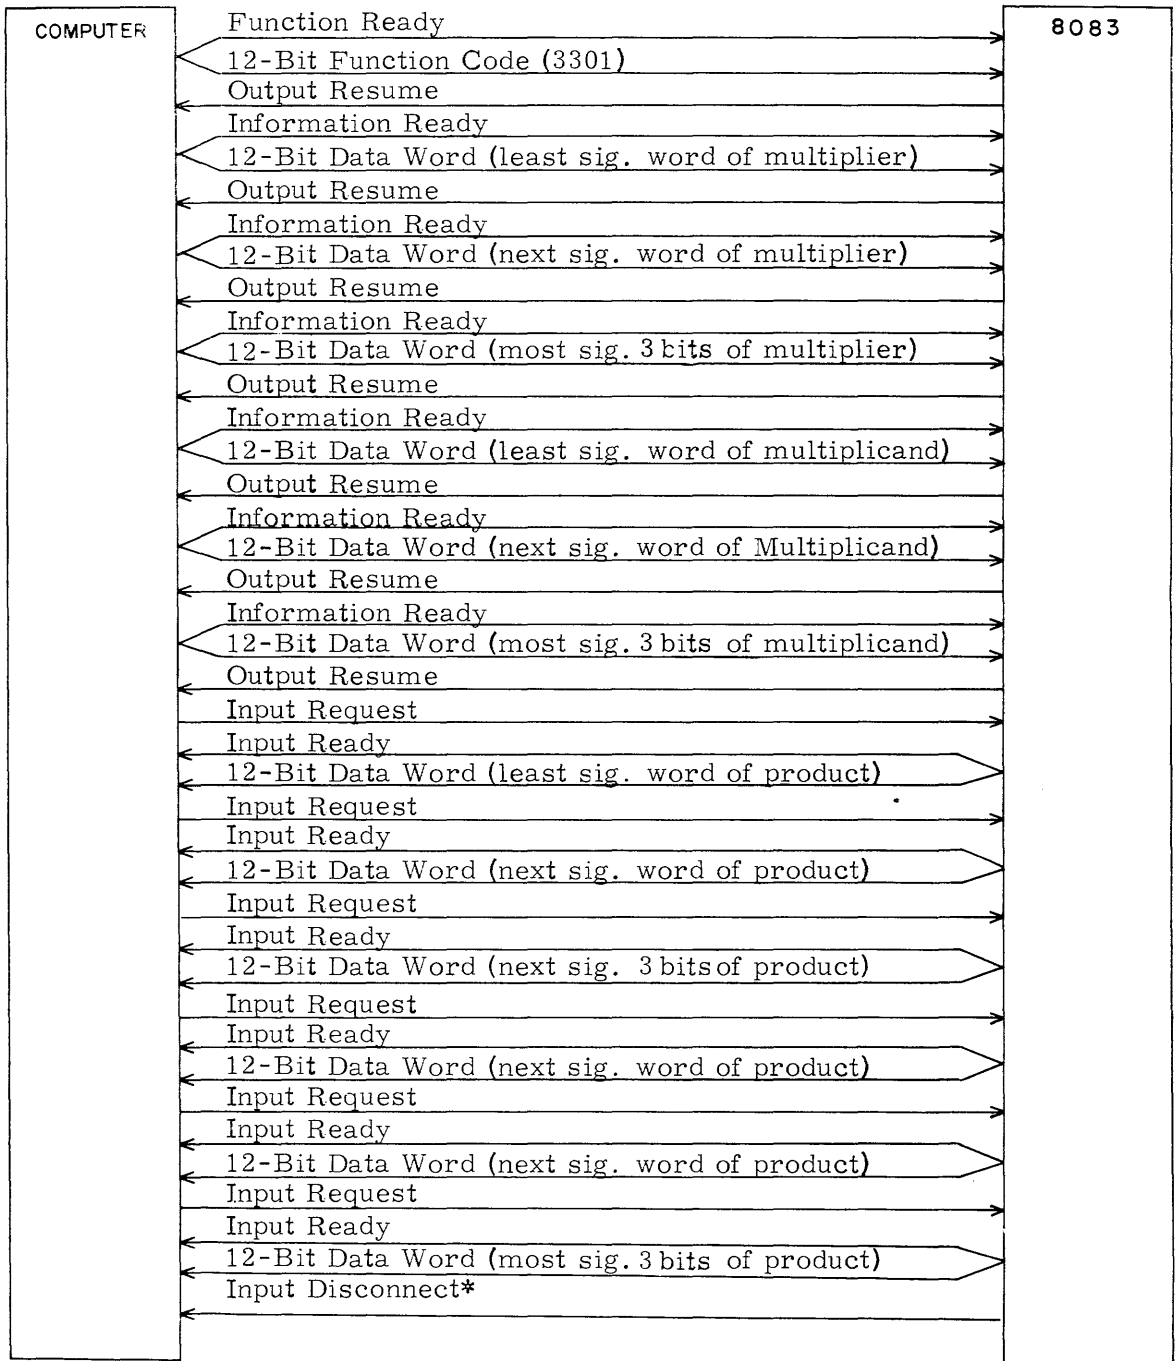 COMPUTER
8083
Function Ready
12-Bit Function Code (3301)
Output Resume
Information Ready
12-Bit Data Word (least sig. word of multiplier)
Output Resume
Information Ready
12-Bit Data Word (next sig. word of multiplier)
Output Resume
Information Ready
12-Bit Data Word (most sig. 3 bits of multiplier)
Output Resume
Information Ready
12-Bit Data Word (least sig. word of multiplicand)
Output Resume
Information Ready
12-Bit Data Word (next sig. word of Multiplicand)
Output Resume
Information Ready
12-Bit Data Word (most sig. 3 bits of multiplicand)
Output Resume
Input Request
Input Ready
12-Bit Data Word (least sig. word of product)
Input Request
Input Ready
12-Bit Data Word (next sig. word of product)
Input Request
Input Ready
12-Bit Data Word (next sig. 3 bits of product)
Input Request
Input Ready
12-Bit Data Word (next sig. word of product)
Input Request
Input Ready
12-Bit Data Word (next sig. word of product)
Input Request
Input Ready
12-Bit Data Word (most sig. 3 bits of product)
Input Disconnect*